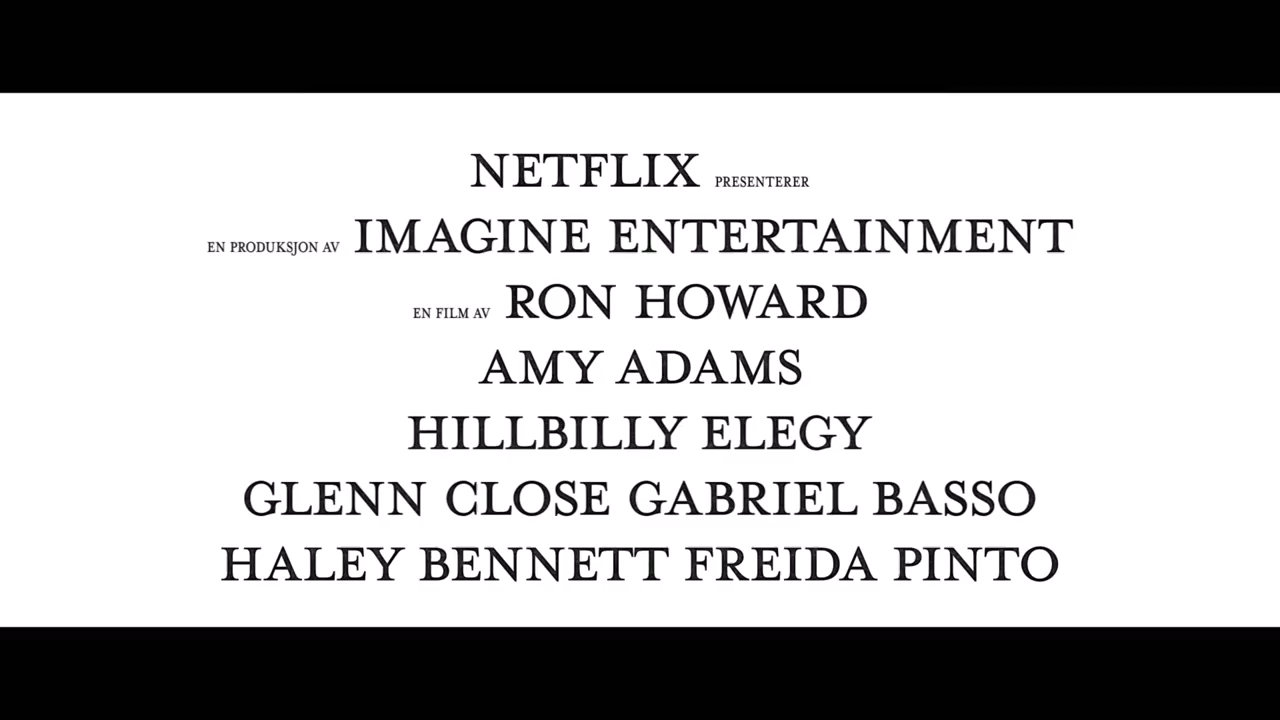 NETFLIX PRESENTERER
EN PRODUKSJON AV IMAGINE ENTERTAINMENT
EN FILM AV RON HOWARD
AMY ADAMS
HILLBILLY ELEGY
GLENN CLOSE GABRIEL BASSO
HALEY BENNETT FREIDA PINTO